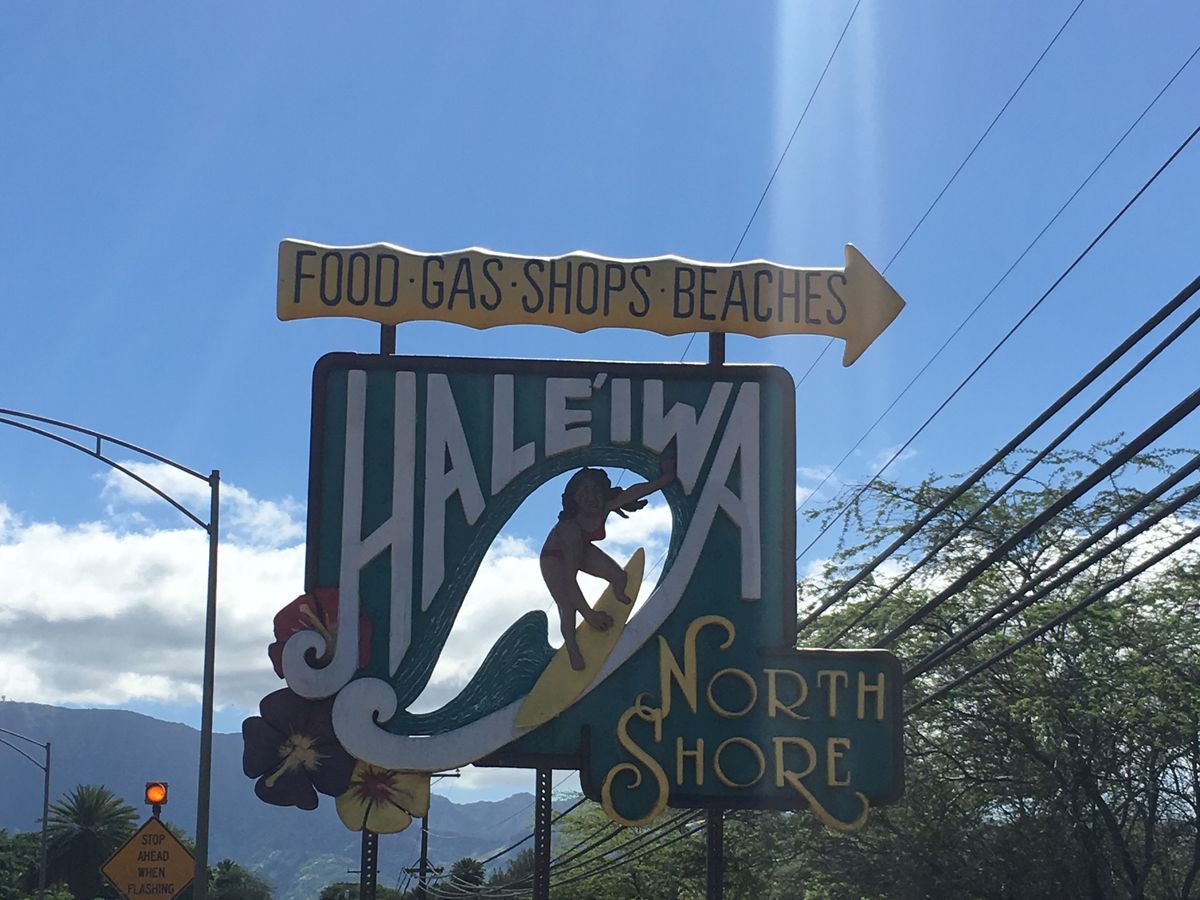 FOOD · GAS · SHOPS · BEACHES
HALE'IWA
NORTH
SHORE
STOP
AHEAD
WHEN
FLASHING